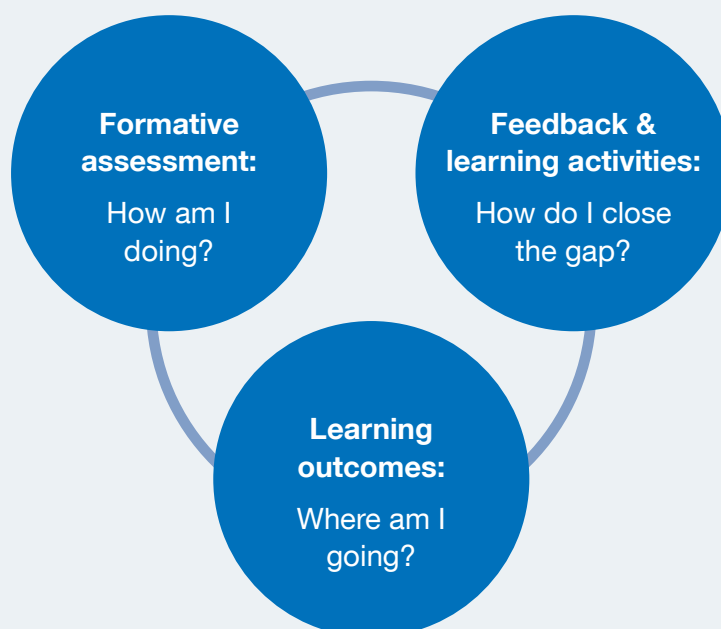 Formative
assessment:
How am I
doing?
Feedback &
learning activities:
How do I close
the gap?
Learning
outcomes:
Where am I
going?